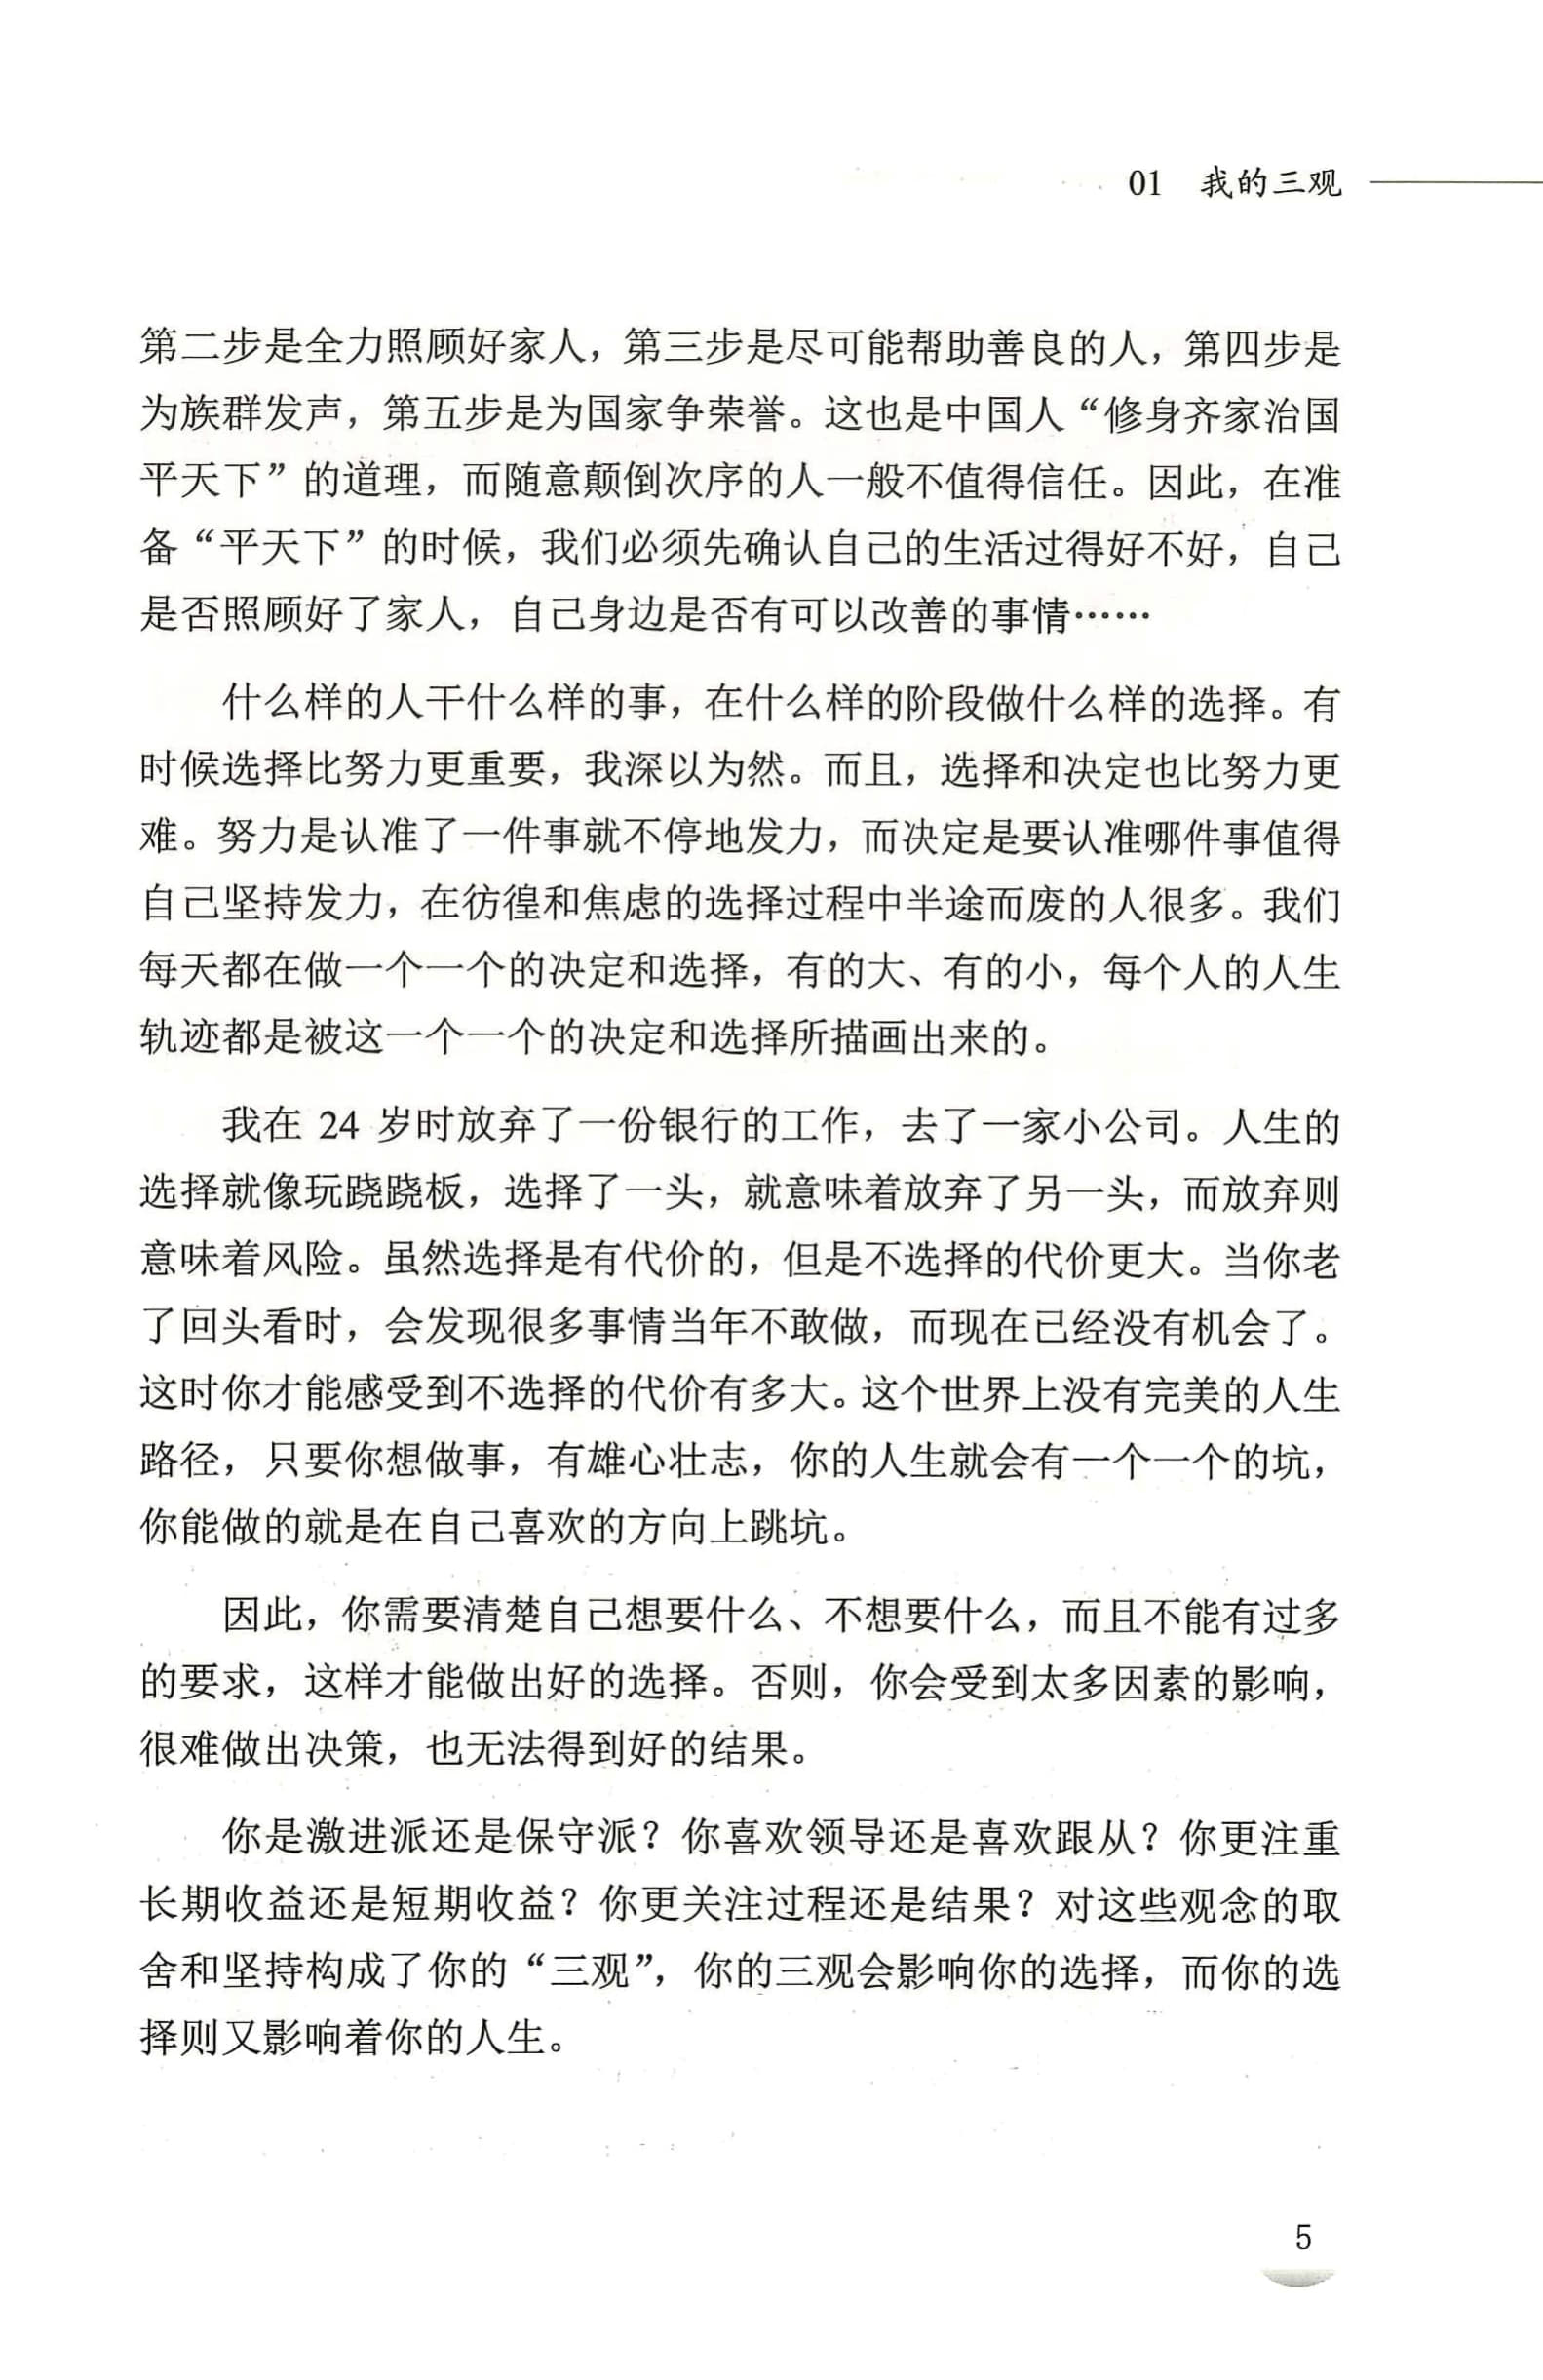 01 我的三观
第二步是全力照顾好家人，第三步是尽可能帮助善良的人，第四步是
为族群发声，第五步是为国家争荣誉。这也是中国人“修身齐家治国
平天下”的道理，而随意颠倒次序的人一般不值得信任。因此，在准
备“平天下”的时候，我们必须先确认自己的生活过得好不好，自己
是否照顾好了家人，自己身边是否有可以改善的事情……
什么样的人干什么样的事，在什么样的阶段做什么样的选择。有
时候选择比努力更重要，我深以为然。而且，选择和决定也比努力更
难。努力是认准了一件事就不停地发力，而决定是要认准哪件事值得
自己坚持发力，在彷徨和焦虑的选择过程中半途而废的人很多。我们
每天都在做一个一个的决定和选择，有的大、有的小，每个人的人生
轨迹都是被这一个一个的决定和选择所描画出来的。
我在 24 岁时放弃了一份银行的工作，去了一家小公司。人生的
选择就像玩跷跷板，选择了一头，就意味着放弃了另一头，而放弃则
意味着风险。虽然选择是有代价的，但是不选择的代价更大。当你老
了回头看时，会发现很多事情当年不敢做，而现在已经没有机会了。
这时你才能感受到不选择的代价有多大。这个世界上没有完美的人生
路径，只要你想做事，有雄心壮志，你的人生就会有一个一个的坑，
你能做的就是在自己喜欢的方向上跳坑。
因此，你需要清楚自己想要什么、不想要什么，而且不能有过多
的要求，这样才能做出好的选择。否则，你会受到太多因素的影响，
很难做出决策，也无法得到好的结果。
你是激进派还是保守派？你喜欢领导还是喜欢跟从？你更注重
长期收益还是短期收益？你更关注过程还是结果？对这些观念的取
舍和坚持构成了你的“三观”，你的三观会影响你的选择，而你的选
择则又影响着你的人生。
5